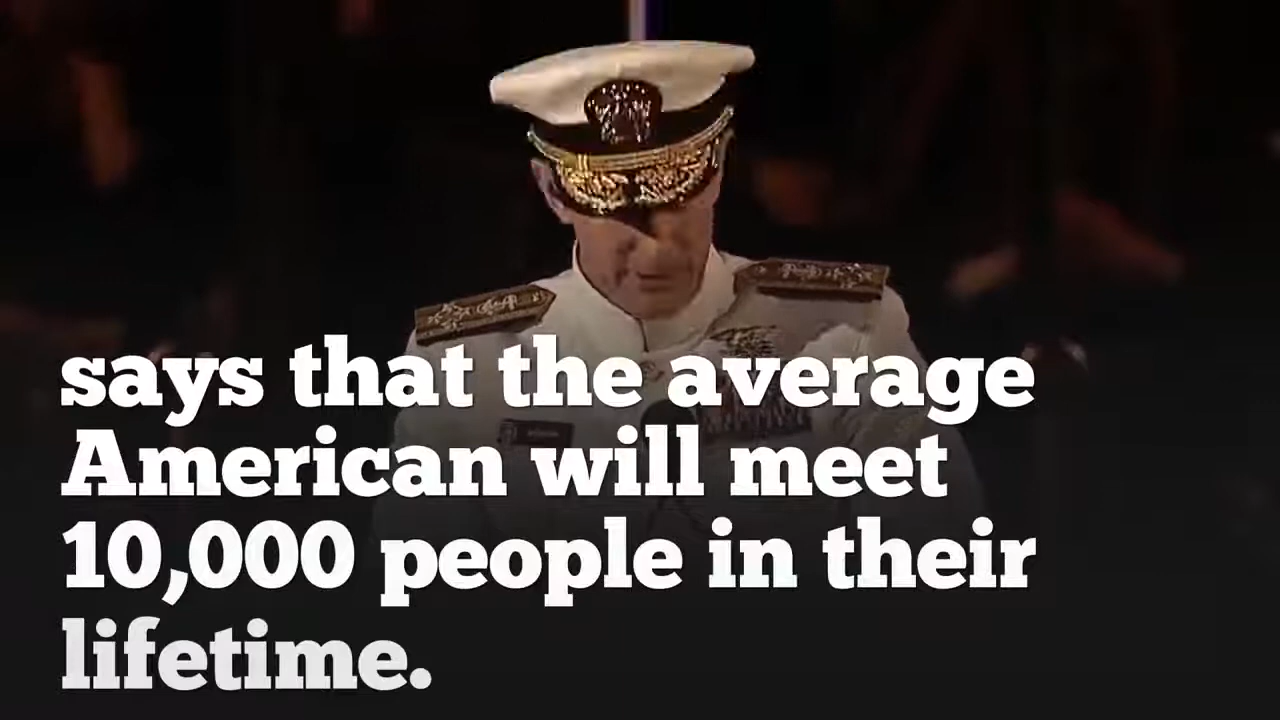 says that the average
American will meet
10,000 people in their
lifetime.